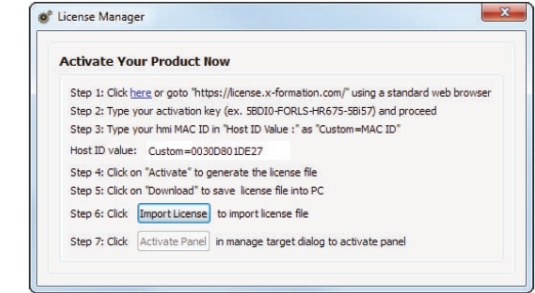 License Manager
Activate Your Product Now
Step 1: Click here or goto "https://license.x-formation.com/" using a standard web browser
Step 2: Type your activation key (ex. 5BDI0-FORLS-HR675-5Bi57) and proceed
Step 3: Type your hmi MAC ID in "Host ID Value :" as "Custom=MAC ID"
Host ID value: Custom=0030D801DE27
Step 4: Click on "Activate" to generate the license file
Step 5: Click on "Download" to save license file into PC
Step 6: Click Import License to import license file
Step 7: Click Activate Panel in manage target dialog to activate panel